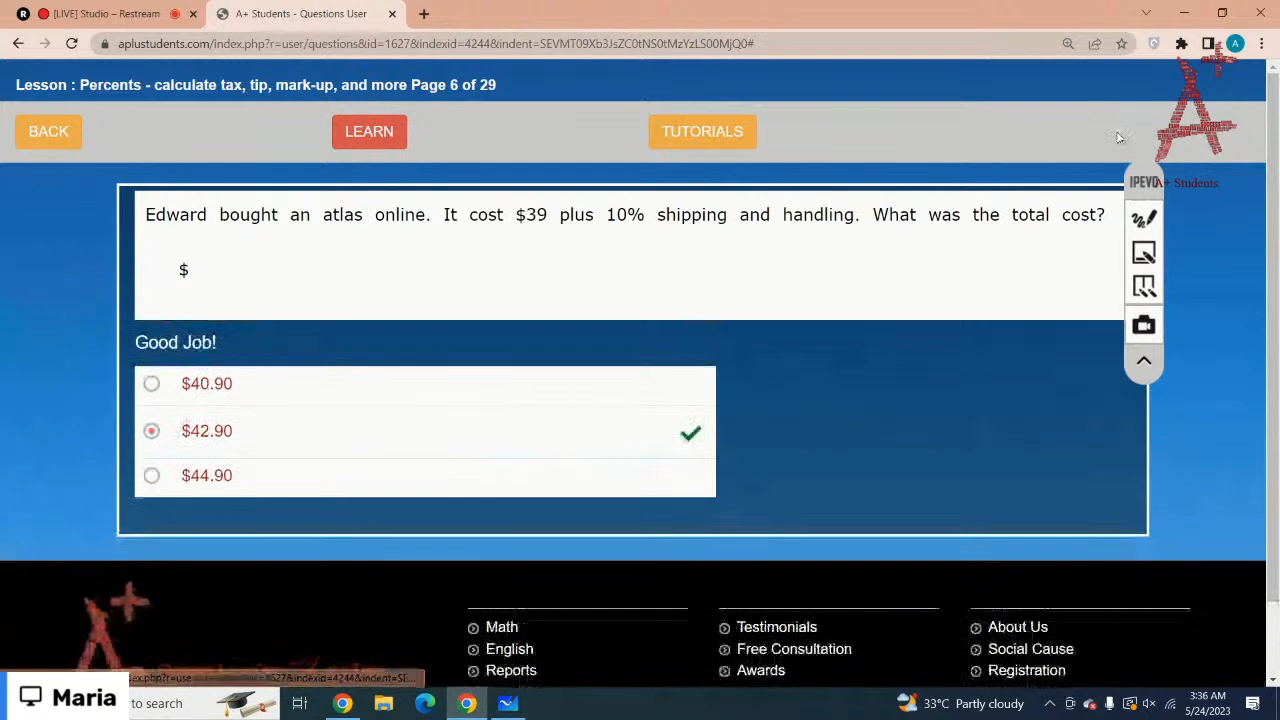 [LIVE] Studio – Restream
A+ Students - Questions User
aplustudents.com/index.php?r=user/questions&id=1627&indexid=4244&indent=SEVMT09Xb3JsZC0tNS0tMzYzLS00MjQ0#
Lesson : Percents - calculate tax, tip, mark-up, and more Page 6 of 29
BACK
LEARN
TUTORIALS
IPEVO
A+ Students
Edward bought an atlas online. It cost $39 plus 10% shipping and handling. What was the total cost?
$
Good Job!
$40.90
$42.90
$44.90
Math
English
Reports
Testimonials
Free Consultation
Awards
About Us
Social Cause
Registration
Maria
to search
33°C Partly cloudy
3:36 AM
5/24/2023